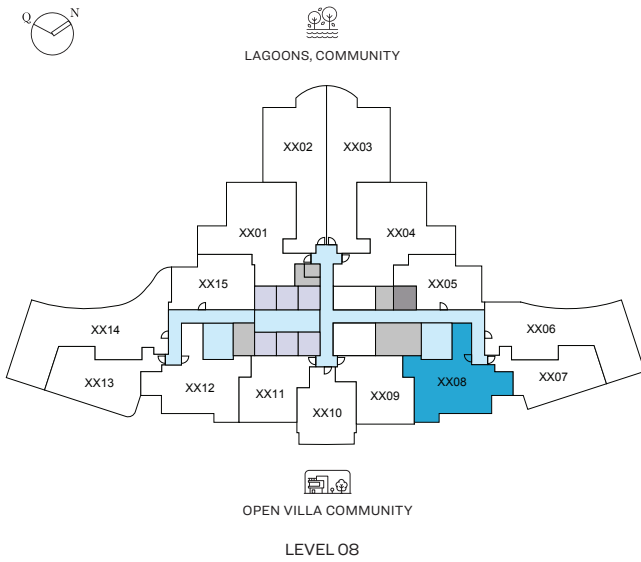 Q N
LAGOONS, COMMUNITY
XX02 XX03
XX01 XX04
XX15 XX05
XX14 XX06
XX13 XX12 XX11 XX10 XX09 XX08 XX07
OPEN VILLA COMMUNITY
LEVEL 08